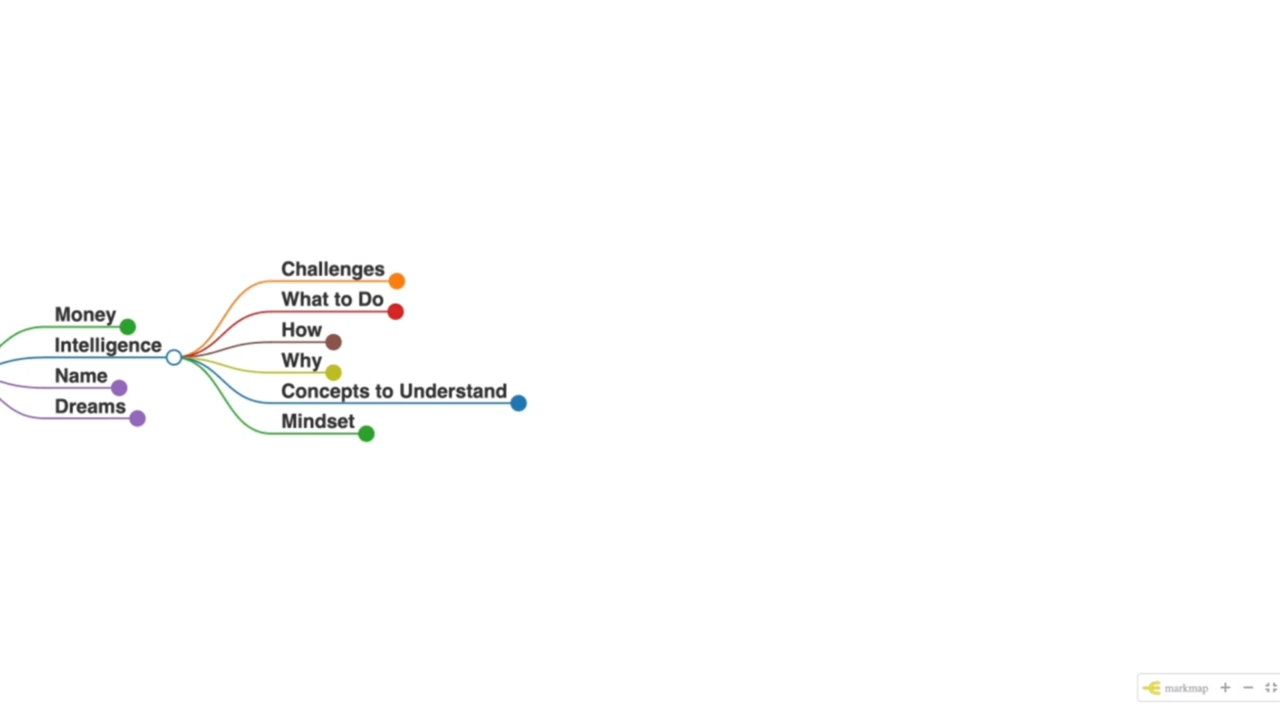 Money
Intelligence
Name
Dreams
Challenges
What to Do
How
Why
Concepts to Understand
Mindset
markmap + −